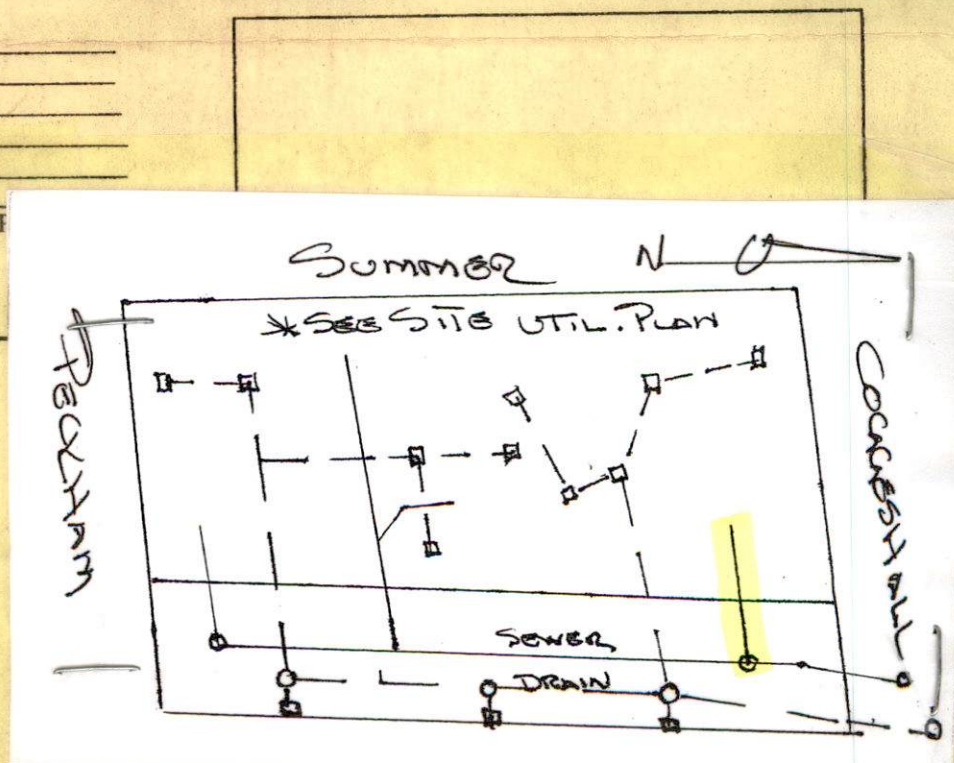 SUMMER
N
*SEE SITE UTIL. PLAN
PECKHAM
COGGESHALL
SEWER
DRAIN